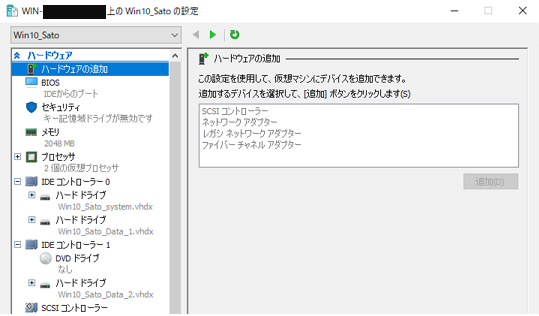 WIN- 上の Win10_Sato の設定
Win10_Sato
ハードウェア
ハードウェアの追加
BIOS
IDEからのブート
セキュリティ
キー記憶域ドライブが無効です
メモリ
2048 MB
プロセッサ
2 個の仮想プロセッサ
IDE コントローラー 0
ハード ドライブ
Win10_Sato_system.vhdx
ハード ドライブ
Win10_Sato_Data_1.vhdx
IDE コントローラー 1
DVD ドライブ
なし
ハード ドライブ
Win10_Sato_Data_2.vhdx
SCSI コントローラー
ハードウェアの追加
この設定を使用して、仮想マシンにデバイスを追加できます。
追加するデバイスを選択して、[追加] ボタンをクリックします(S)
SCSI コントローラー
ネットワーク アダプター
レガシ ネットワーク アダプター
ファイバー チャネル アダプター
追加(D)